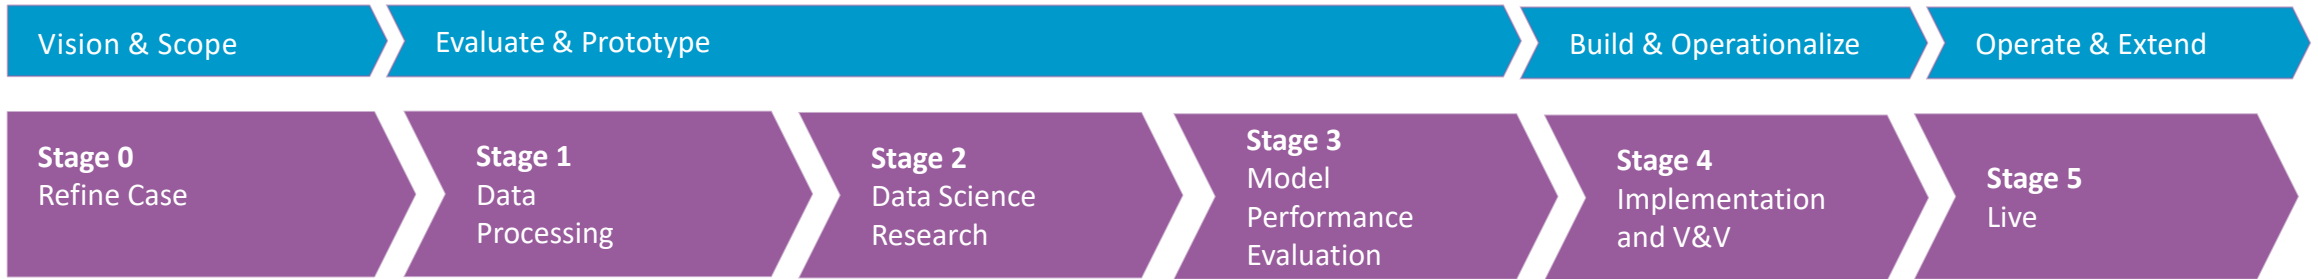 Vision & Scope
Evaluate & Prototype
Build & Operationalize
Operate & Extend
Stage 0
Refine Case
Stage 1
Data
Processing
Stage 2
Data Science
Research
Stage 3
Model
Performance
Evaluation
Stage 4
Implementation
and V&V
Stage 5
Live